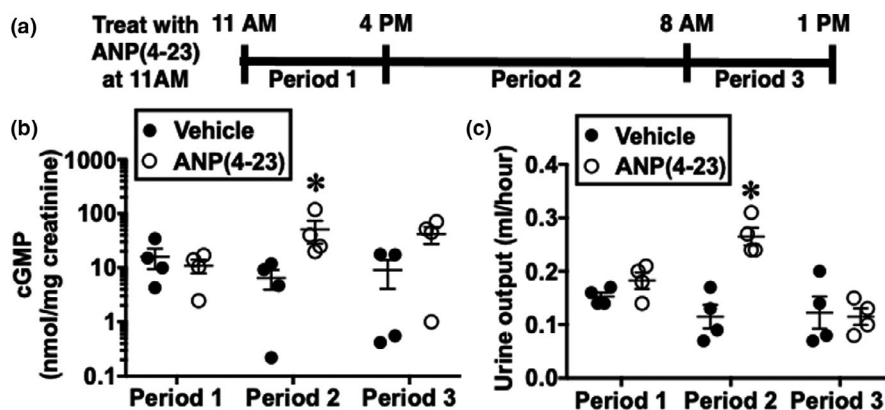 (a)
Treat with
ANP(4-23)
at 11AM
11 AM
4 PM
8 AM
1 PM
Period 1
Period 2
Period 3
(b)
Vehicle
ANP(4-23)
cGMP
(nmol/mg creatinine)
1000
100
10
1
0.1
*
Period 1
Period 2
Period 3
(c)
Vehicle
ANP(4-23)
Urine output (ml/hour)
0.4
0.3
0.2
0.1
0.0
*
Period 1
Period 2
Period 3